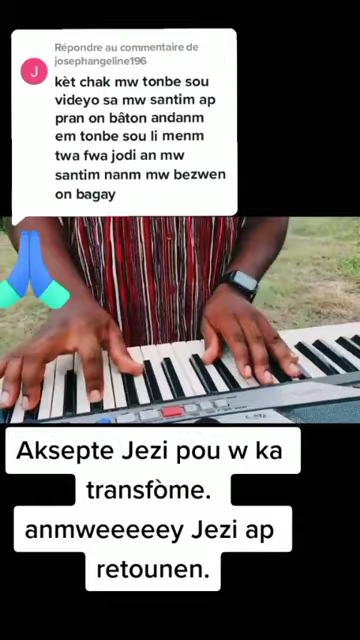 Répondre au commentaire de
josephangeline196
J
kèt chak mw tonbe sou
videyo sa mw santim ap
pran on bâton andanm
em tonbe sou li menm
twa fwa jodi an mw
santim nanm mw bezwen
on bagay
Aksepte Jezi pou w ka
transfòme.
anmweeeeey Jezi ap
retounen.